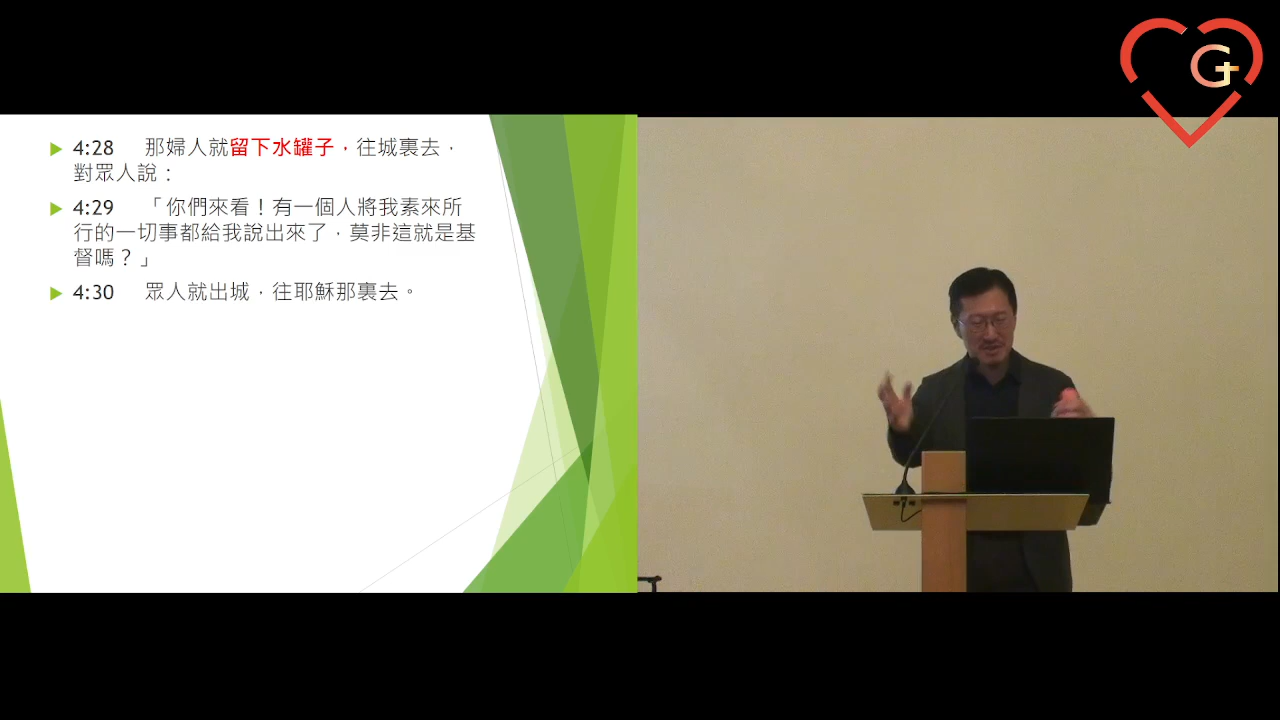 4:28 那婦人就留下水罐子，往城裏去，
對眾人說：
4:29 「你們來看！有一個人將我素來所
行的一切事都給我說出來了，莫非這就是基
督嗎？」
4:30 眾人就出城，往耶穌那裏去。
G